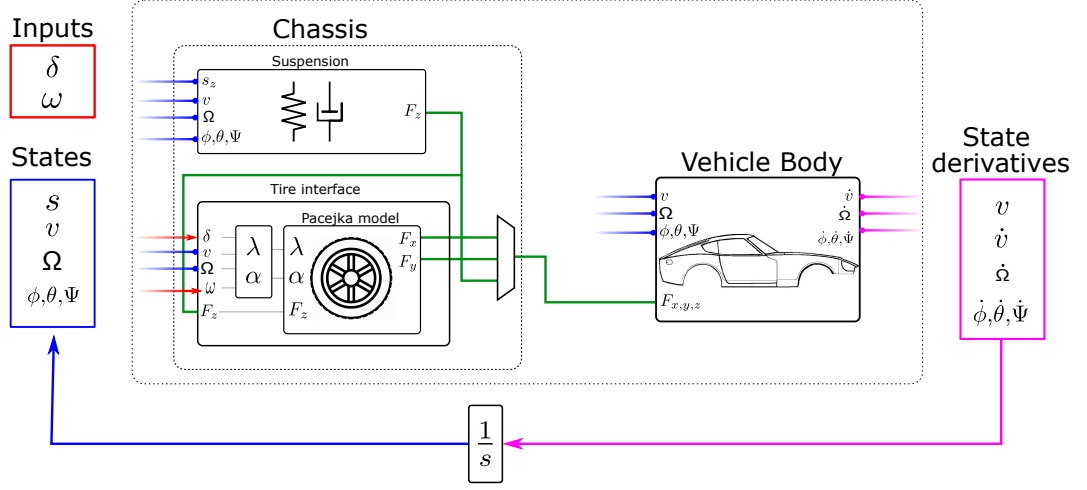 Inputs
δ
ω
States
s
v
Ω
ϕ,θ,Ψ
Chassis
Suspension
s_z
v
Ω
ϕ,θ,Ψ
F_z
Tire interface
δ
v
Ω
ω
F_z
λ
α
Pacejka model
λ
α
F_z
F_x
F_y
Vehicle Body
v
Ω
ϕ,θ,Ψ
F_{x,y,z}
v̇
Ω̇
ϕ̇,θ̇,Ψ̇
State
derivatives
v
v̇
Ω̇
ϕ̇,θ̇,Ψ̇
1
s